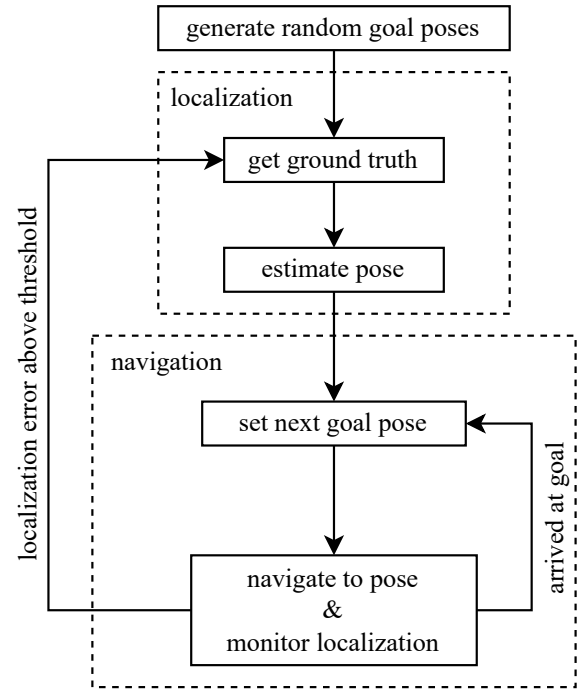 generate random goal poses
localization
get ground truth
estimate pose
localization error above threshold
navigation
set next goal pose
arrived at goal
navigate to pose
&
monitor localization